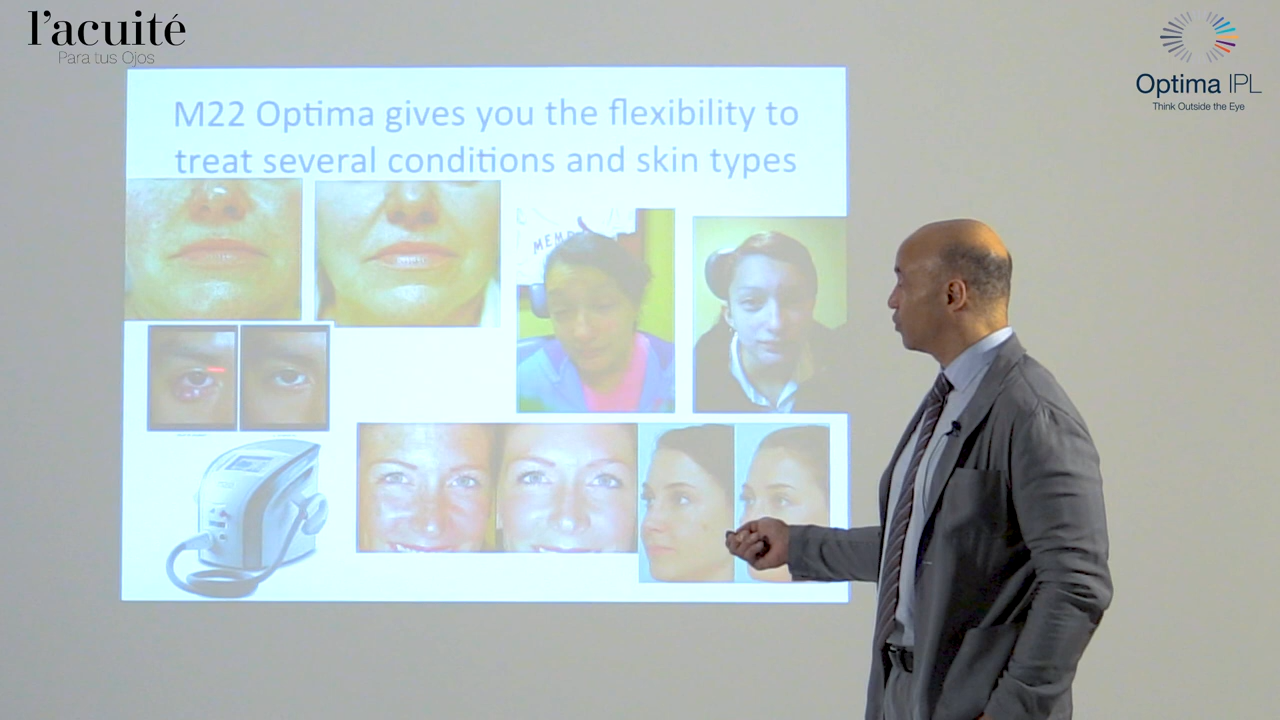 l'acuité
Para tus Ojos
Optima IPL
Think Outside the Eye
M22 Optima gives you the flexibility to
treat several conditions and skin types